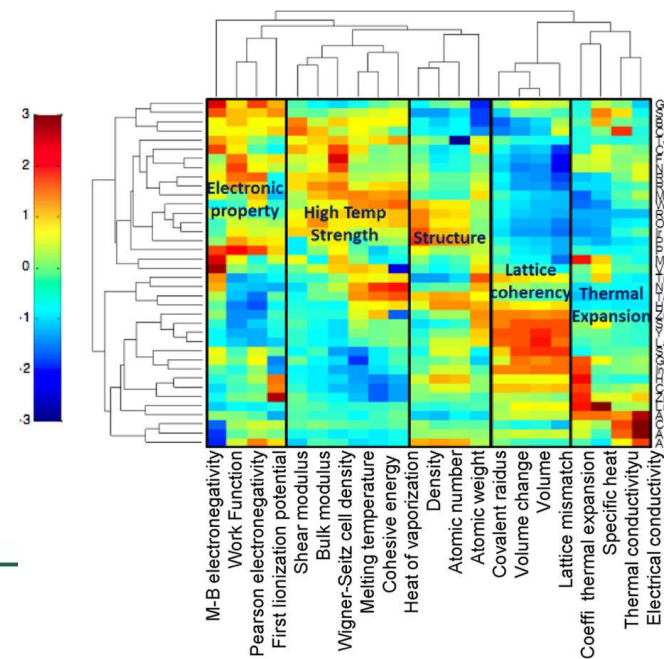 3
2
1
0
-1
-2
-3
Electronic
property
High Temp
Strength
Structure
Lattice
coherency
Thermal
Expansion
M-B electronegativity
Work Function
Pearson electronegativity
First lionization potential
Shear modulus
Bulk modulus
Wigner-Seitz cell density
Melting temperature
Cohesive energy
Heat of vaporization
Density
Atomic number
Atomic weight
Covalent raidus
Volume change
Volume
Lattice mismatch
Coeffi thermal expansion
Specific heat
Thermal conductivityu
Electrical conductivity